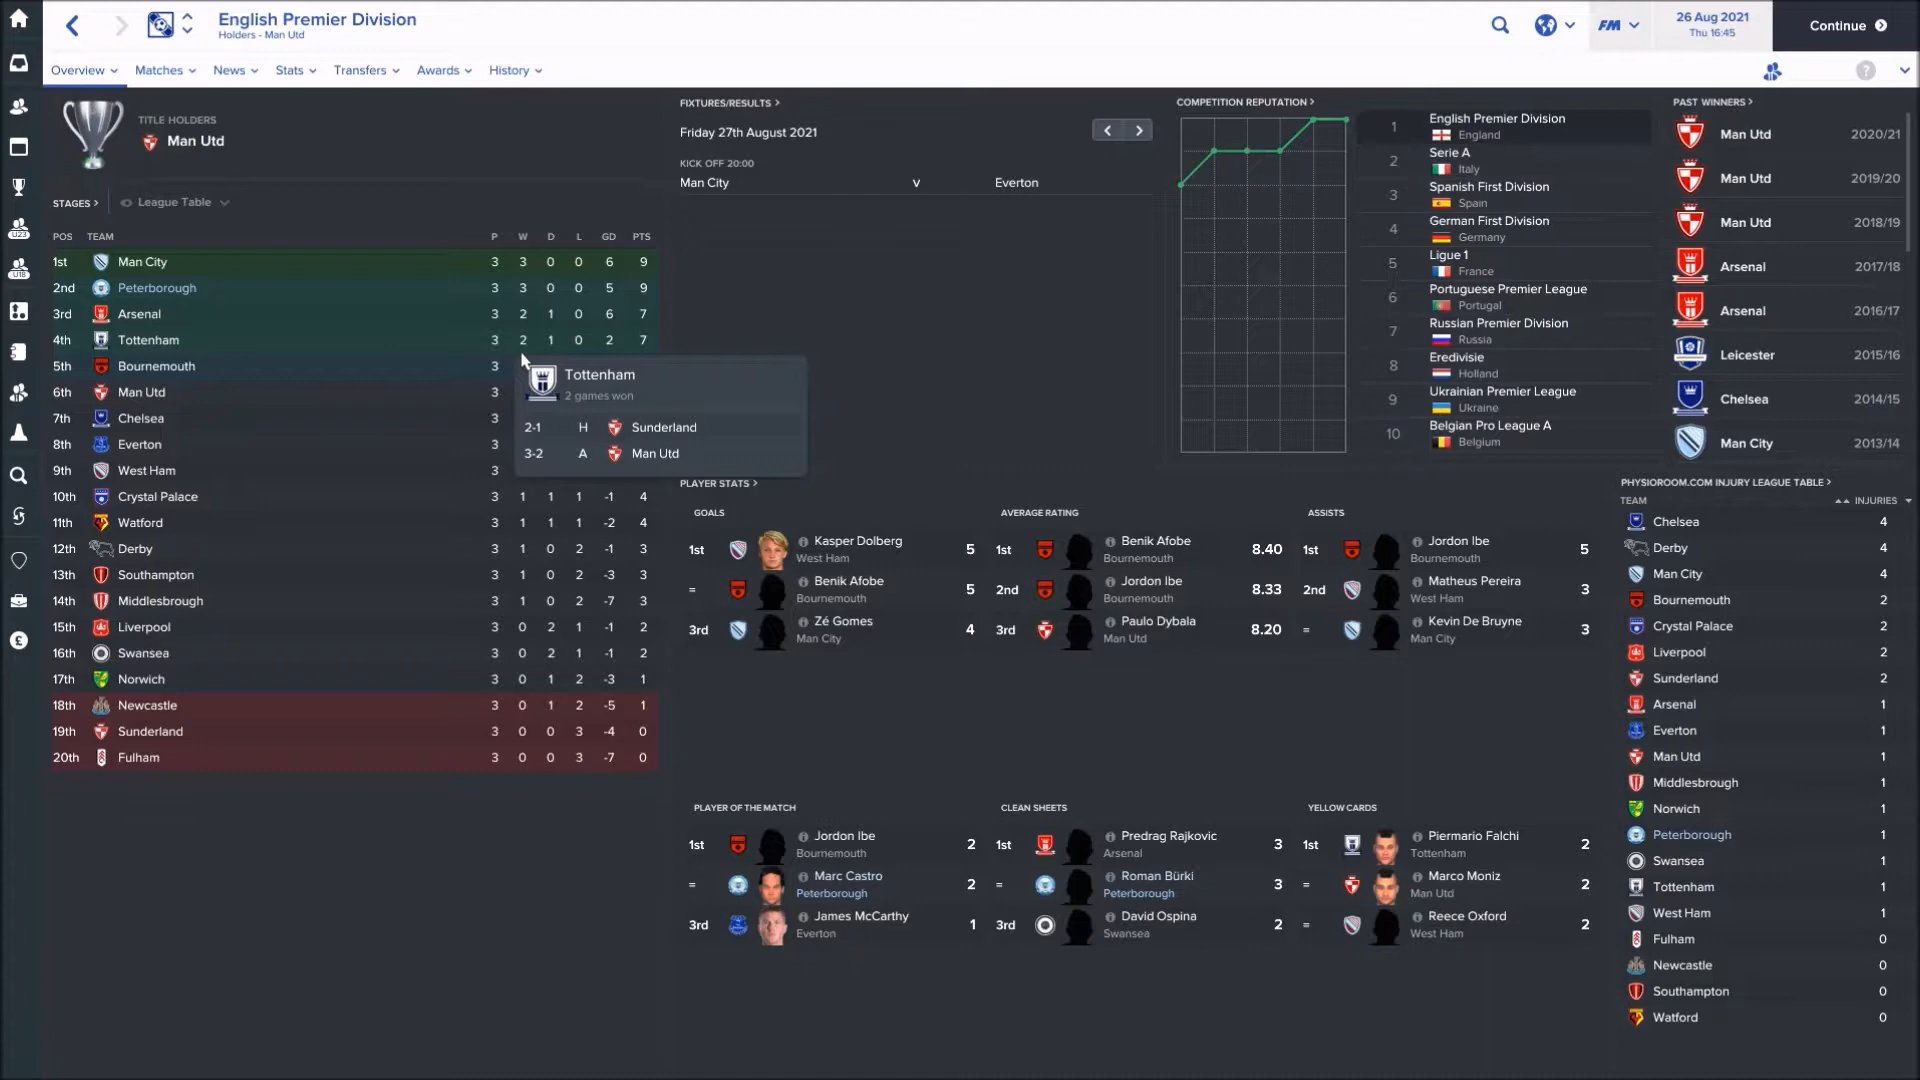 English Premier Division
Holders - Man Utd
FM
26 Aug 2021
Thu 16:45
Continue
Overview Matches News Stats Transfers Awards History
?
TITLE HOLDERS
Man Utd
STAGES > League Table
POS TEAM P W D L GD PTS
1st Man City 3 3 0 0 6 9
2nd Peterborough 3 3 0 0 5 9
3rd Arsenal 3 2 1 0 6 7
4th Tottenham 3 2 1 0 2 7
5th Bournemouth 3
6th Man Utd 3
7th Chelsea 3
8th Everton 3
9th West Ham 3
10th Crystal Palace 3 1 1 1 -1 4
11th Watford 3 1 1 1 -2 4
12th Derby 3 1 0 2 -1 3
13th Southampton 3 1 0 2 -3 3
14th Middlesbrough 3 1 0 2 -7 3
15th Liverpool 3 0 2 1 -1 2
16th Swansea 3 0 2 1 -1 2
17th Norwich 3 0 1 2 -3 1
18th Newcastle 3 0 1 2 -5 1
19th Sunderland 3 0 0 3 -4 0
20th Fulham 3 0 0 3 -7 0
Tottenham
2 games won
2-1 H Sunderland
3-2 A Man Utd
FIXTURES/RESULTS >
Friday 27th August 2021
KICK OFF 20:00
Man City v Everton
COMPETITION REPUTATION >
1 English Premier Division
England
2 Serie A
Italy
3 Spanish First Division
Spain
4 German First Division
Germany
5 Ligue 1
France
6 Portuguese Premier League
Portugal
7 Russian Premier Division
Russia
8 Eredivisie
Holland
9 Ukrainian Premier League
Ukraine
10 Belgian Pro League A
Belgium
PAST WINNERS >
Man Utd 2020/21
Man Utd 2019/20
Man Utd 2018/19
Arsenal 2017/18
Arsenal 2016/17
Leicester 2015/16
Chelsea 2014/15
Man City 2013/14
PLAYER STATS >
GOALS
1st Kasper Dolberg 5
West Ham
= Benik Afobe 5
Bournemouth
3rd Zé Gomes 4
Man City
AVERAGE RATING
1st Benik Afobe 8.40
Bournemouth
2nd Jordon Ibe 8.33
Bournemouth
3rd Paulo Dybala 8.20
Man Utd
ASSISTS
1st Jordon Ibe 5
Bournemouth
2nd Matheus Pereira 3
West Ham
= Kevin De Bruyne 3
Man City
PLAYER OF THE MATCH
1st Jordon Ibe 2
Bournemouth
= Marc Castro 2
Peterborough
3rd James McCarthy 1
Everton
CLEAN SHEETS
1st Predrag Rajkovic 3
Arsenal
= Roman Bürki 3
Peterborough
3rd David Ospina 2
Swansea
YELLOW CARDS
1st Piermario Falchi 2
Tottenham
= Marco Moniz 2
Man Utd
= Reece Oxford 2
West Ham
PHYSIOROOM.COM INJURY LEAGUE TABLE >
TEAM INJURIES
Chelsea 4
Derby 4
Man City 4
Bournemouth 2
Crystal Palace 2
Liverpool 2
Sunderland 2
Arsenal 1
Everton 1
Man Utd 1
Middlesbrough 1
Norwich 1
Peterborough 1
Swansea 1
Tottenham 1
West Ham 1
Fulham 0
Newcastle 0
Southampton 0
Watford 0
U23
U18
£